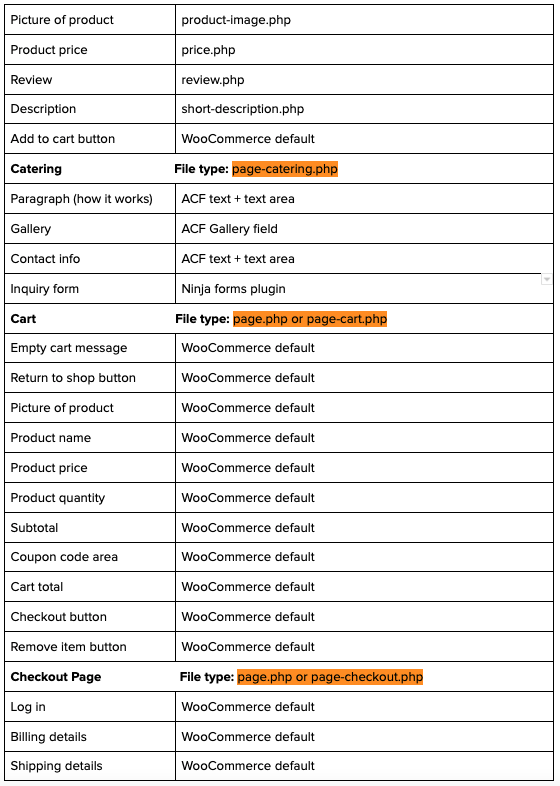 Picture of product product-image.php
Product price price.php
Review review.php
Description short-description.php
Add to cart button WooCommerce default
Catering File type: page-catering.php
Paragraph (how it works) ACF text + text area
Gallery ACF Gallery field
Contact info ACF text + text area
Inquiry form Ninja forms plugin
Cart File type: page.php or page-cart.php
Empty cart message WooCommerce default
Return to shop button WooCommerce default
Picture of product WooCommerce default
Product name WooCommerce default
Product price WooCommerce default
Product quantity WooCommerce default
Subtotal WooCommerce default
Coupon code area WooCommerce default
Cart total WooCommerce default
Checkout button WooCommerce default
Remove item button WooCommerce default
Checkout Page File type: page.php or page-checkout.php
Log in WooCommerce default
Billing details WooCommerce default
Shipping details WooCommerce default